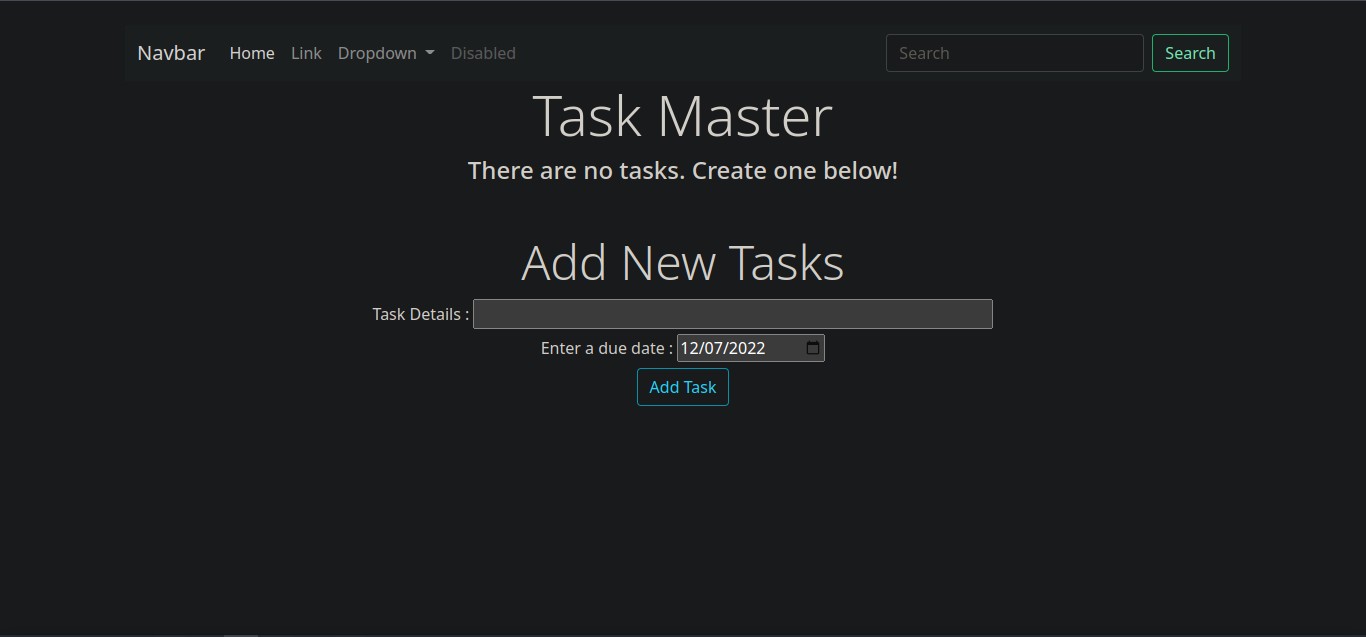 Navbar Home Link Dropdown Disabled Search Search
Task Master
There are no tasks. Create one below!
Add New Tasks
Task Details :
Enter a due date : 12/07/2022
Add Task